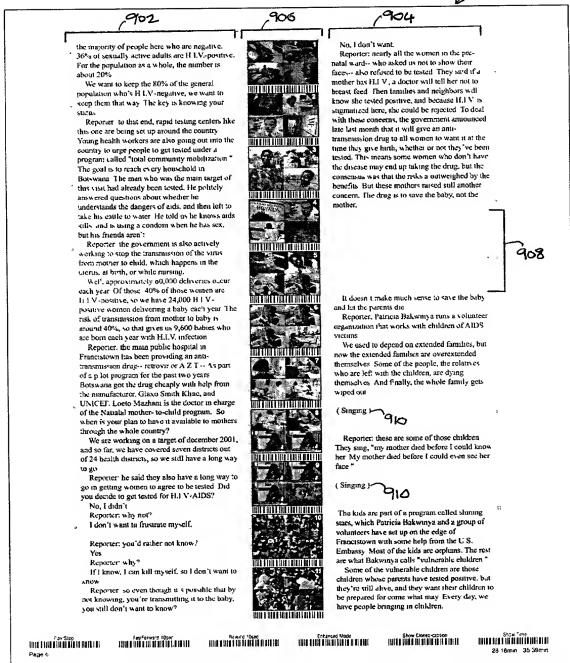 902
906
904
the majority of people here who are negative.
36% of sexually active adults are H I.V-positive.
For the population as a whole, the number is
about 20%
We want to keep the 80% of the general
population who's H I.V-negative, we want to
keep them that way The key is knowing your
status.
Reporter to that end, rapid testing centers like
this one are being set up around the country
Young health workers are also going out into the
country to urge people to get tested under a
program called "total community mobilization"
The goal is to reach every household in
Botswana The man who was the main target of
this visit had already been tested. He politely
answered questions about whether he
understands the dangers of aids, and then left to
take his cattle to water He told us he knows aids
kills and is using a condom when he has sex,
but his friends aren't
Reporter the government is also actively
working to stop the transmission of the virus
from mother to child, which happens in the
uterus, at birth, or while nursing.
Well, approximately 60,000 deliveries occur
each year Of those 40% of those women are
H I V-positive, so we have 24,000 H I V-
positive women delivering a baby each year The
risk of transmission from mother to baby is
around 40%, so that gives us 9,600 babies who
are born each year with H.I.V. infection
Reporter. the main public hospital in
Francistown has been providing an anti-
transmission drug-- retrovir or A Z T -- As part
of a pilot program for the past two years
Botswana got the drug cheaply with help from
the manufacturer, Glaxo Smith Kline, and
UNICEF. Loeto Mazhani is the doctor in charge
of the Natalal mother-to-child program. So
when is your plan to have it available to mothers
through the whole country?
We are working on a target of december 2001,
and so far, we have covered seven districts out
of 24 health districts, so we still have a long way
to go
Reporter he said they also have a long way to
go in getting women to agree to be tested Did
you decide to get tested for H.I V-AIDS?
No, I didn't
Reporter: why not?
I don't want to frustrate myself.
Reporter: you'd rather not know?
Yes
Reporter why?
If I know, I can kill myself. so I don't want to
know
Reporter so even though it's possible that by
not knowing, you're transmitting it to the baby,
you still don't want to know?
No, I don't want.
Reporter: nearly all the women in the pre-
natal ward-- who asked us not to show their
faces-- also refused to be tested. They said if a
mother has H.I V, a doctor will tell her not to
breast feed Then families and neighbors will
know she tested positive, and because H.I V is
stigmatized here, she could be rejected To deal
with these concerns, the government announced
late last month that it will give an anti-
transmission drug to all women to want it at the
time they give birth, whether or not they've been
tested. This means some women who don't have
the disease may end up taking the drug, but the
consensus was that the risks a outweighed by the
benefits But these mothers raised still another
concern. The drug is to save the baby, not the
mother.
908
It doesn t make much sense to save the baby
and let the parents die
Reporter, Patricia Bakwinya runs a volunteer
organization that works with children of AIDS
victims
We used to depend on extended families, but
now the extended families are overextended
themselves Some of the people, the relatives
who are left with the children, are dying
themselves And finally, the whole family gets
wiped out
( Singing )
910
Reporter: these are some of those children
They sing, "my mother died before I could know
her My mother died before I could even see her
face "
( Singing )
910
The kids are part of a program called shining
stars, which Patricia Bakwinya and a group of
volunteers have set up on the edge of
Francistown with some help from the U S.
Embassy Most of the kids are orphans. The rest
are what Bakwinya calls "vulnerable children "
Some of the vulnerable children are those
children whose parents have tested positive, but
they're still alive, and they want their children to
be prepared for come what may Every day, we
have people bringing in children.
FastForward 10sec
Rewind 10sec
Enhanced Mode
Show Closed-caption
Show Time
Page 6
28 16min 35 39min